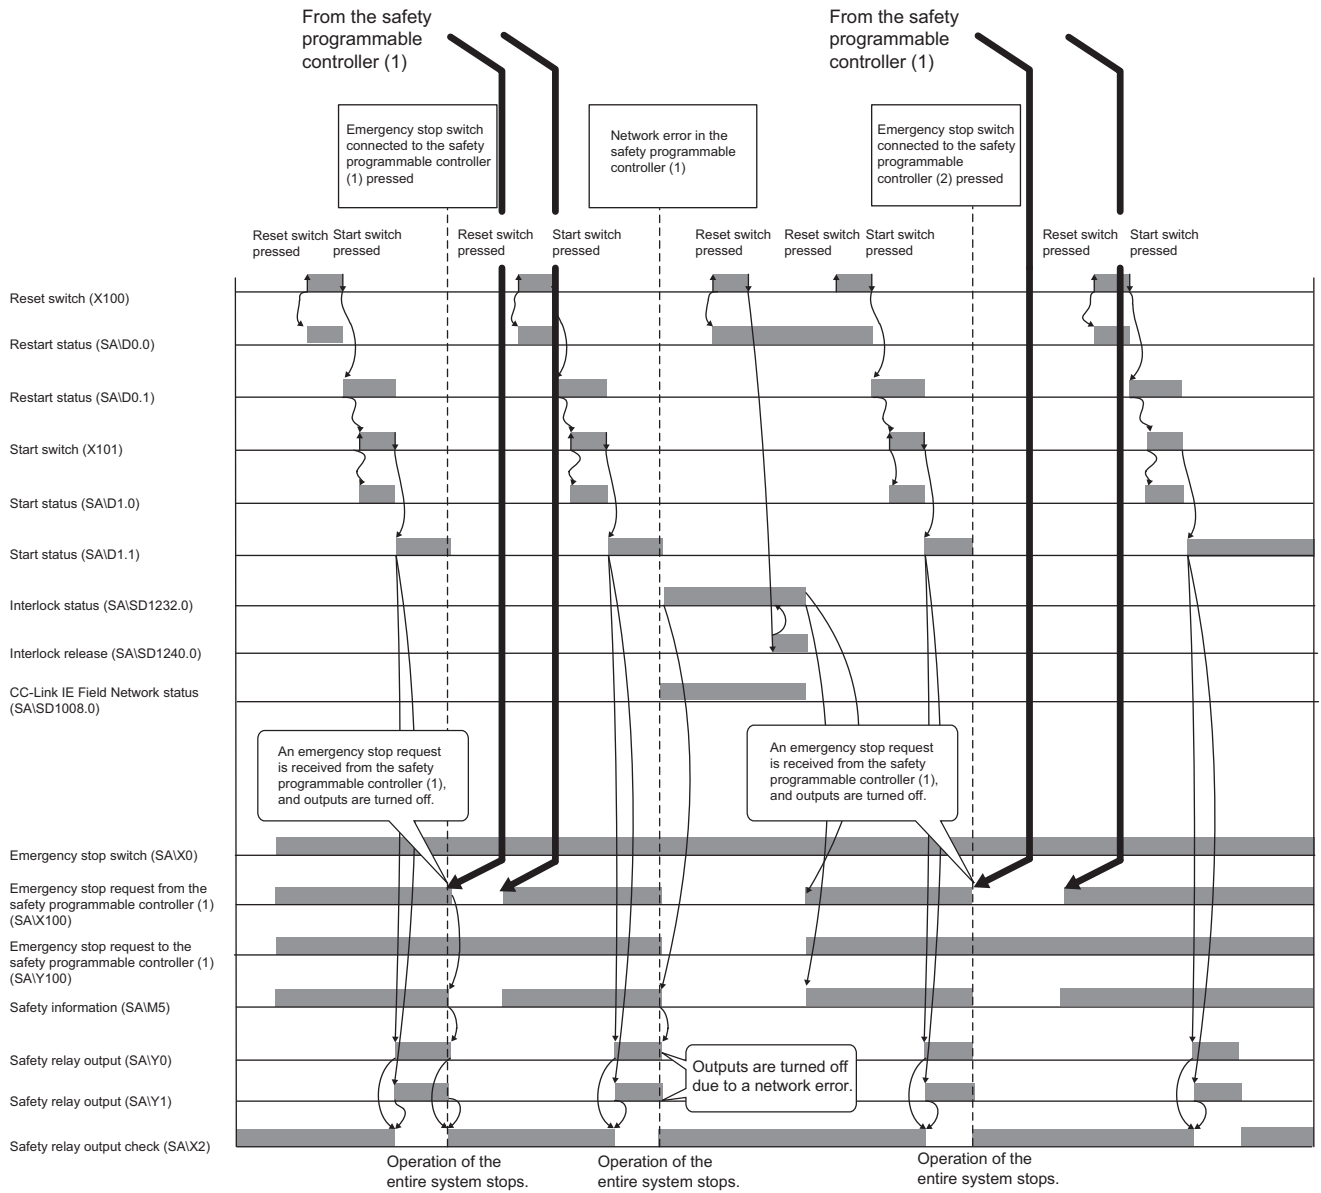 From the safety
programmable
controller (1)
From the safety
programmable
controller (1)
Emergency stop switch
connected to the safety
programmable controller
(1) pressed
Network error in the
safety programmable
controller (1)
Emergency stop switch
connected to the safety
programmable
controller (2) pressed
Reset switch
pressed
Start switch
pressed
Reset switch
pressed
Start switch
pressed
Reset switch
pressed
Reset switch
pressed
Start switch
pressed
Reset switch
pressed
Start switch
pressed
Reset switch (X100)
Restart status (SA\D0.0)
Restart status (SA\D0.1)
Start switch (X101)
Start status (SA\D1.0)
Start status (SA\D1.1)
Interlock status (SA\SD1232.0)
Interlock release (SA\SD1240.0)
CC-Link IE Field Network status
(SA\SD1008.0)
An emergency stop request
is received from the safety
programmable controller (1),
and outputs are turned off.
An emergency stop request
is received from the safety
programmable controller (1),
and outputs are turned off.
Emergency stop switch (SA\X0)
Emergency stop request from the
safety programmable controller (1)
(SA\X100)
Emergency stop request to the
safety programmable controller (1)
(SA\Y100)
Safety information (SA\M5)
Safety relay output (SA\Y0)
Outputs are turned off
due to a network error.
Safety relay output (SA\Y1)
Safety relay output check (SA\X2)
Operation of the
entire system stops.
Operation of the
entire system stops.
Operation of the
entire system stops.